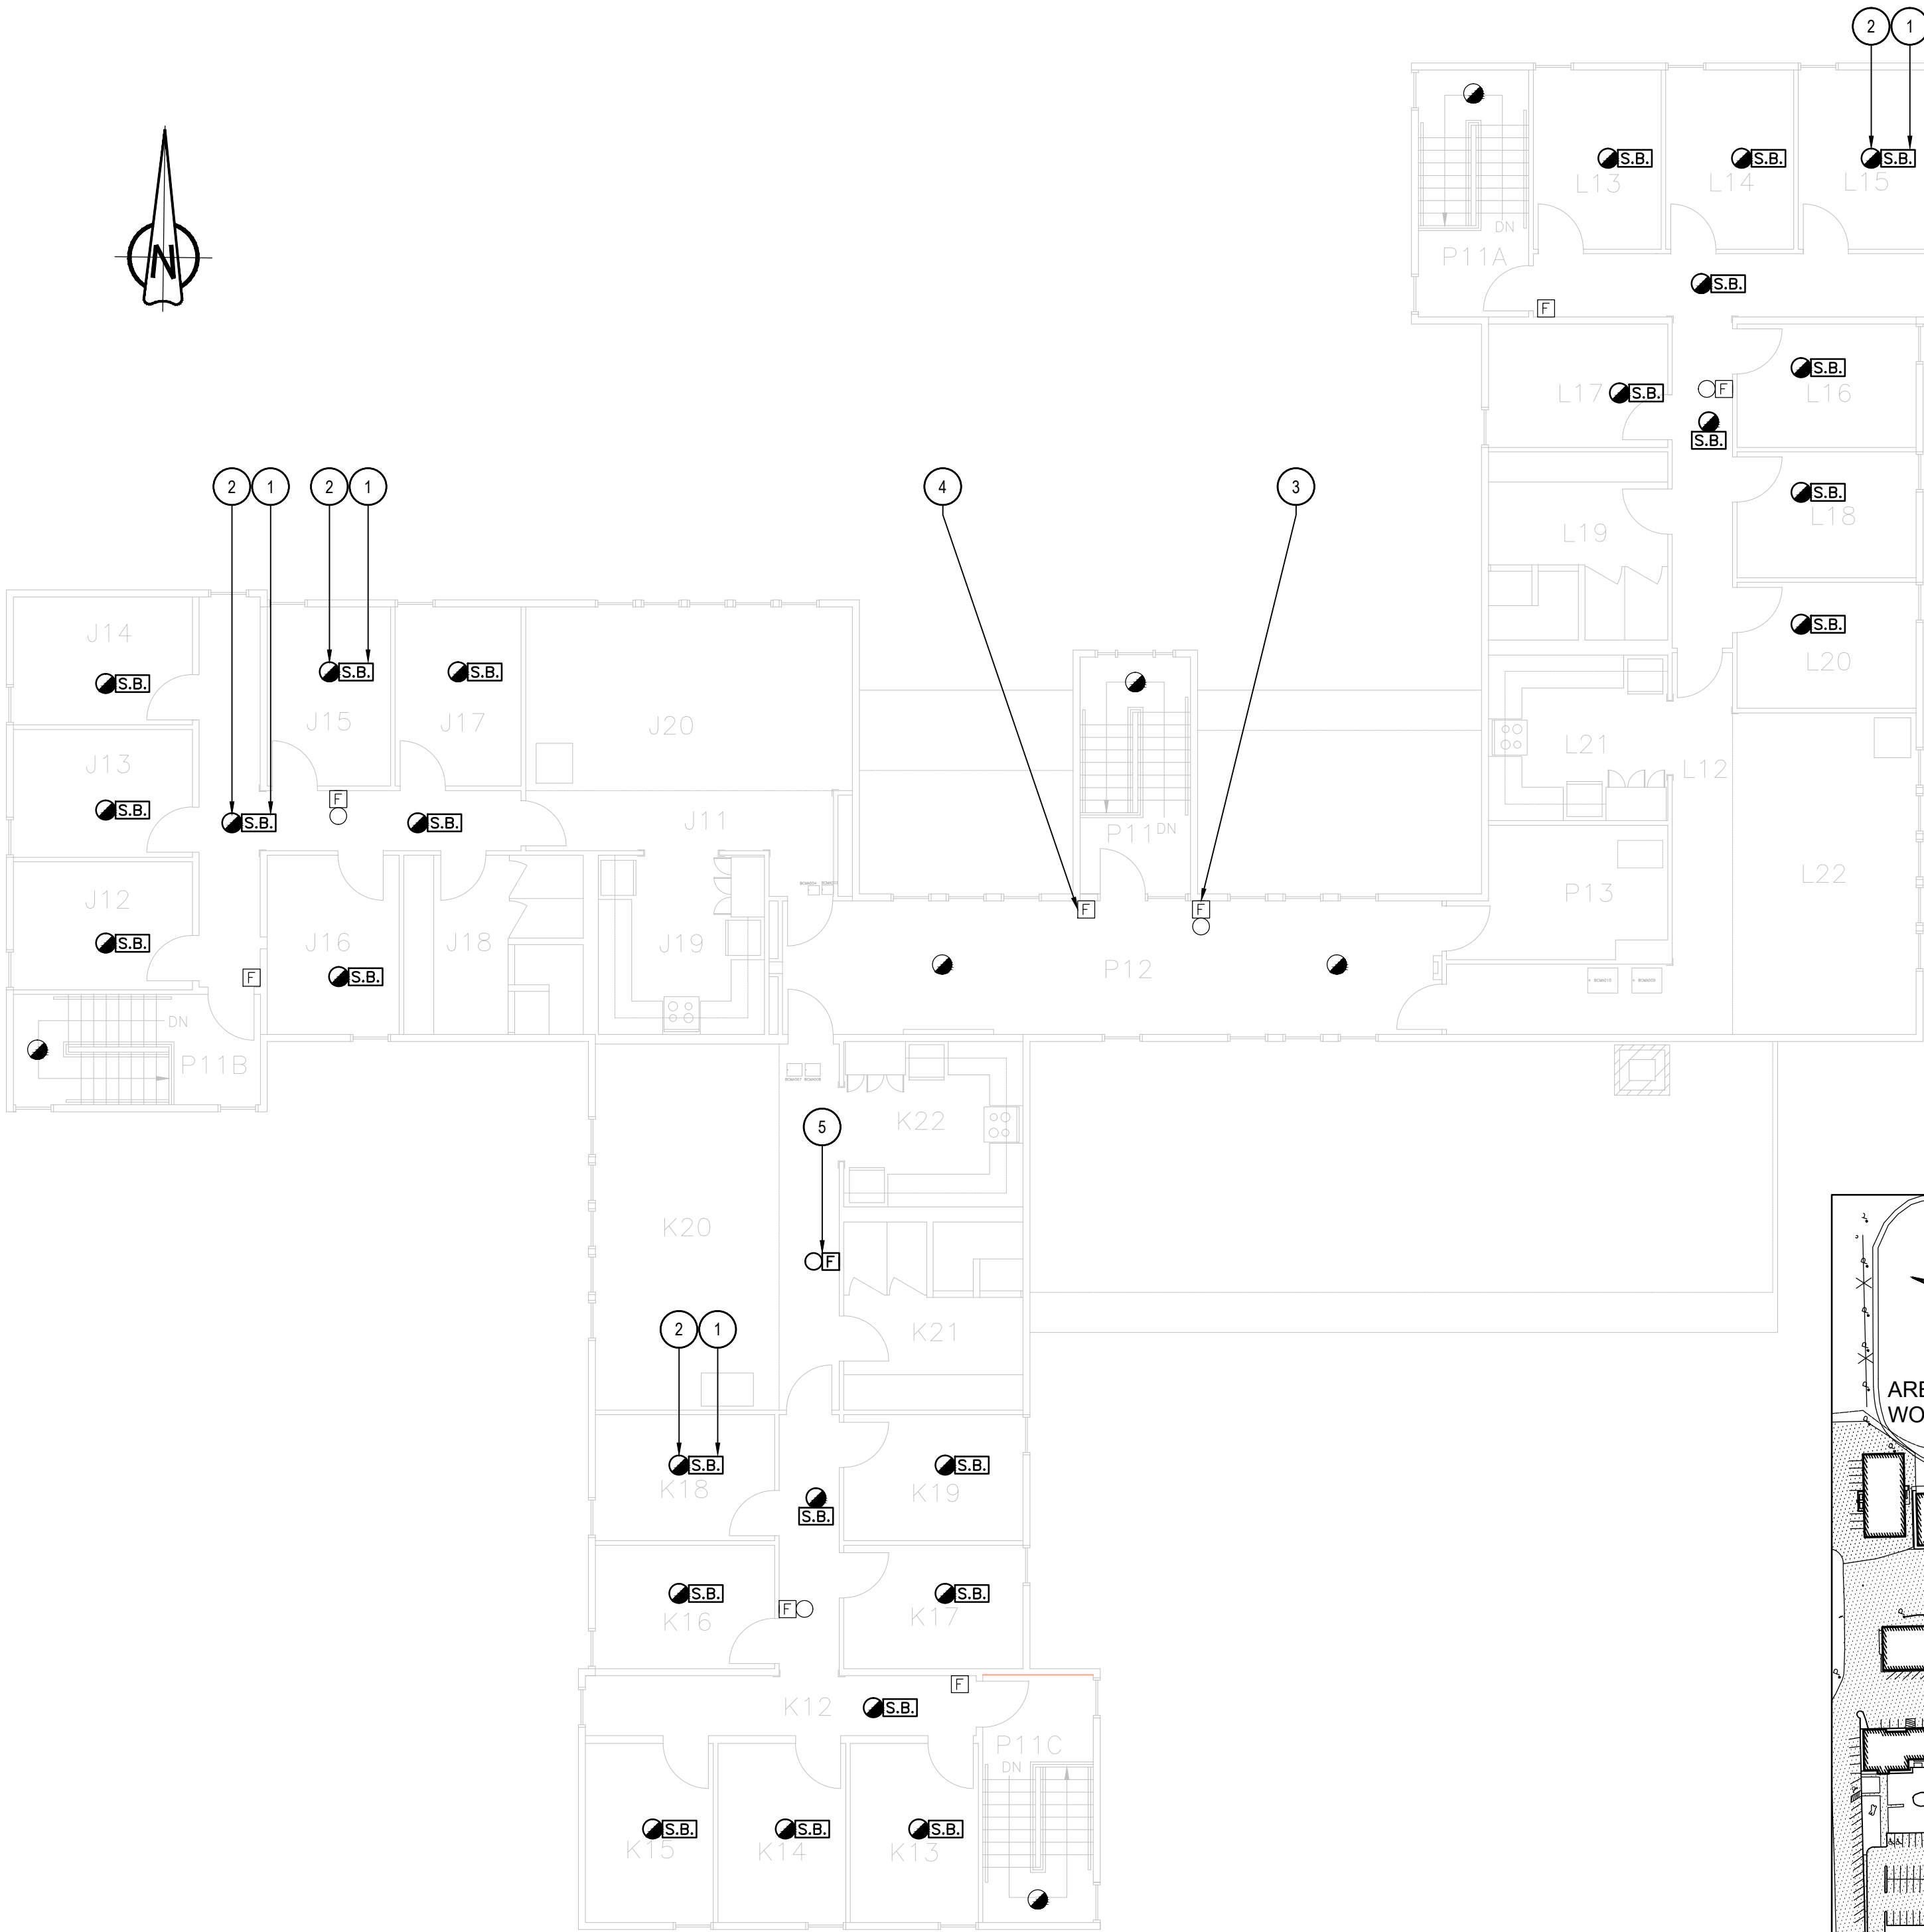 2 1
S.B.
L13
S.B.
L14
S.B.
L15
DN
P11A
S.B.
F
N
S.B.
L16
L17
S.B.
F
S.B.
2 1 2 1 4 3
S.B.
L18
L19
J14
S.B.
S.B.
J15
S.B.
J17
J20
S.B.
L20
J13
S.B.
S.B.
F
S.B.
J11
P11
DN
L21
L12
J12
S.B.
J16
S.B.
F
J18
J19
F
F
P12
P13
L22
DN
P11B
5
K22
K20
F
2 1
K21
S.B.
K18
S.B.
K19
S.B.
S.B.
K16
S.B.
K17
F
F
K12
S.B.
P11C
DN
S.B.
K15
S.B.
K14
S.B.
K13